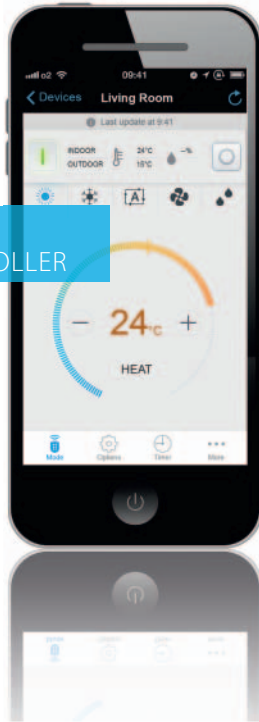 o2 09:41
Devices Living Room
Last update at 9:41
INDOOR 24°C -%
OUTDOOR 15°C
A
OLLER
− 24°C +
HEAT
Mode Options Timer More